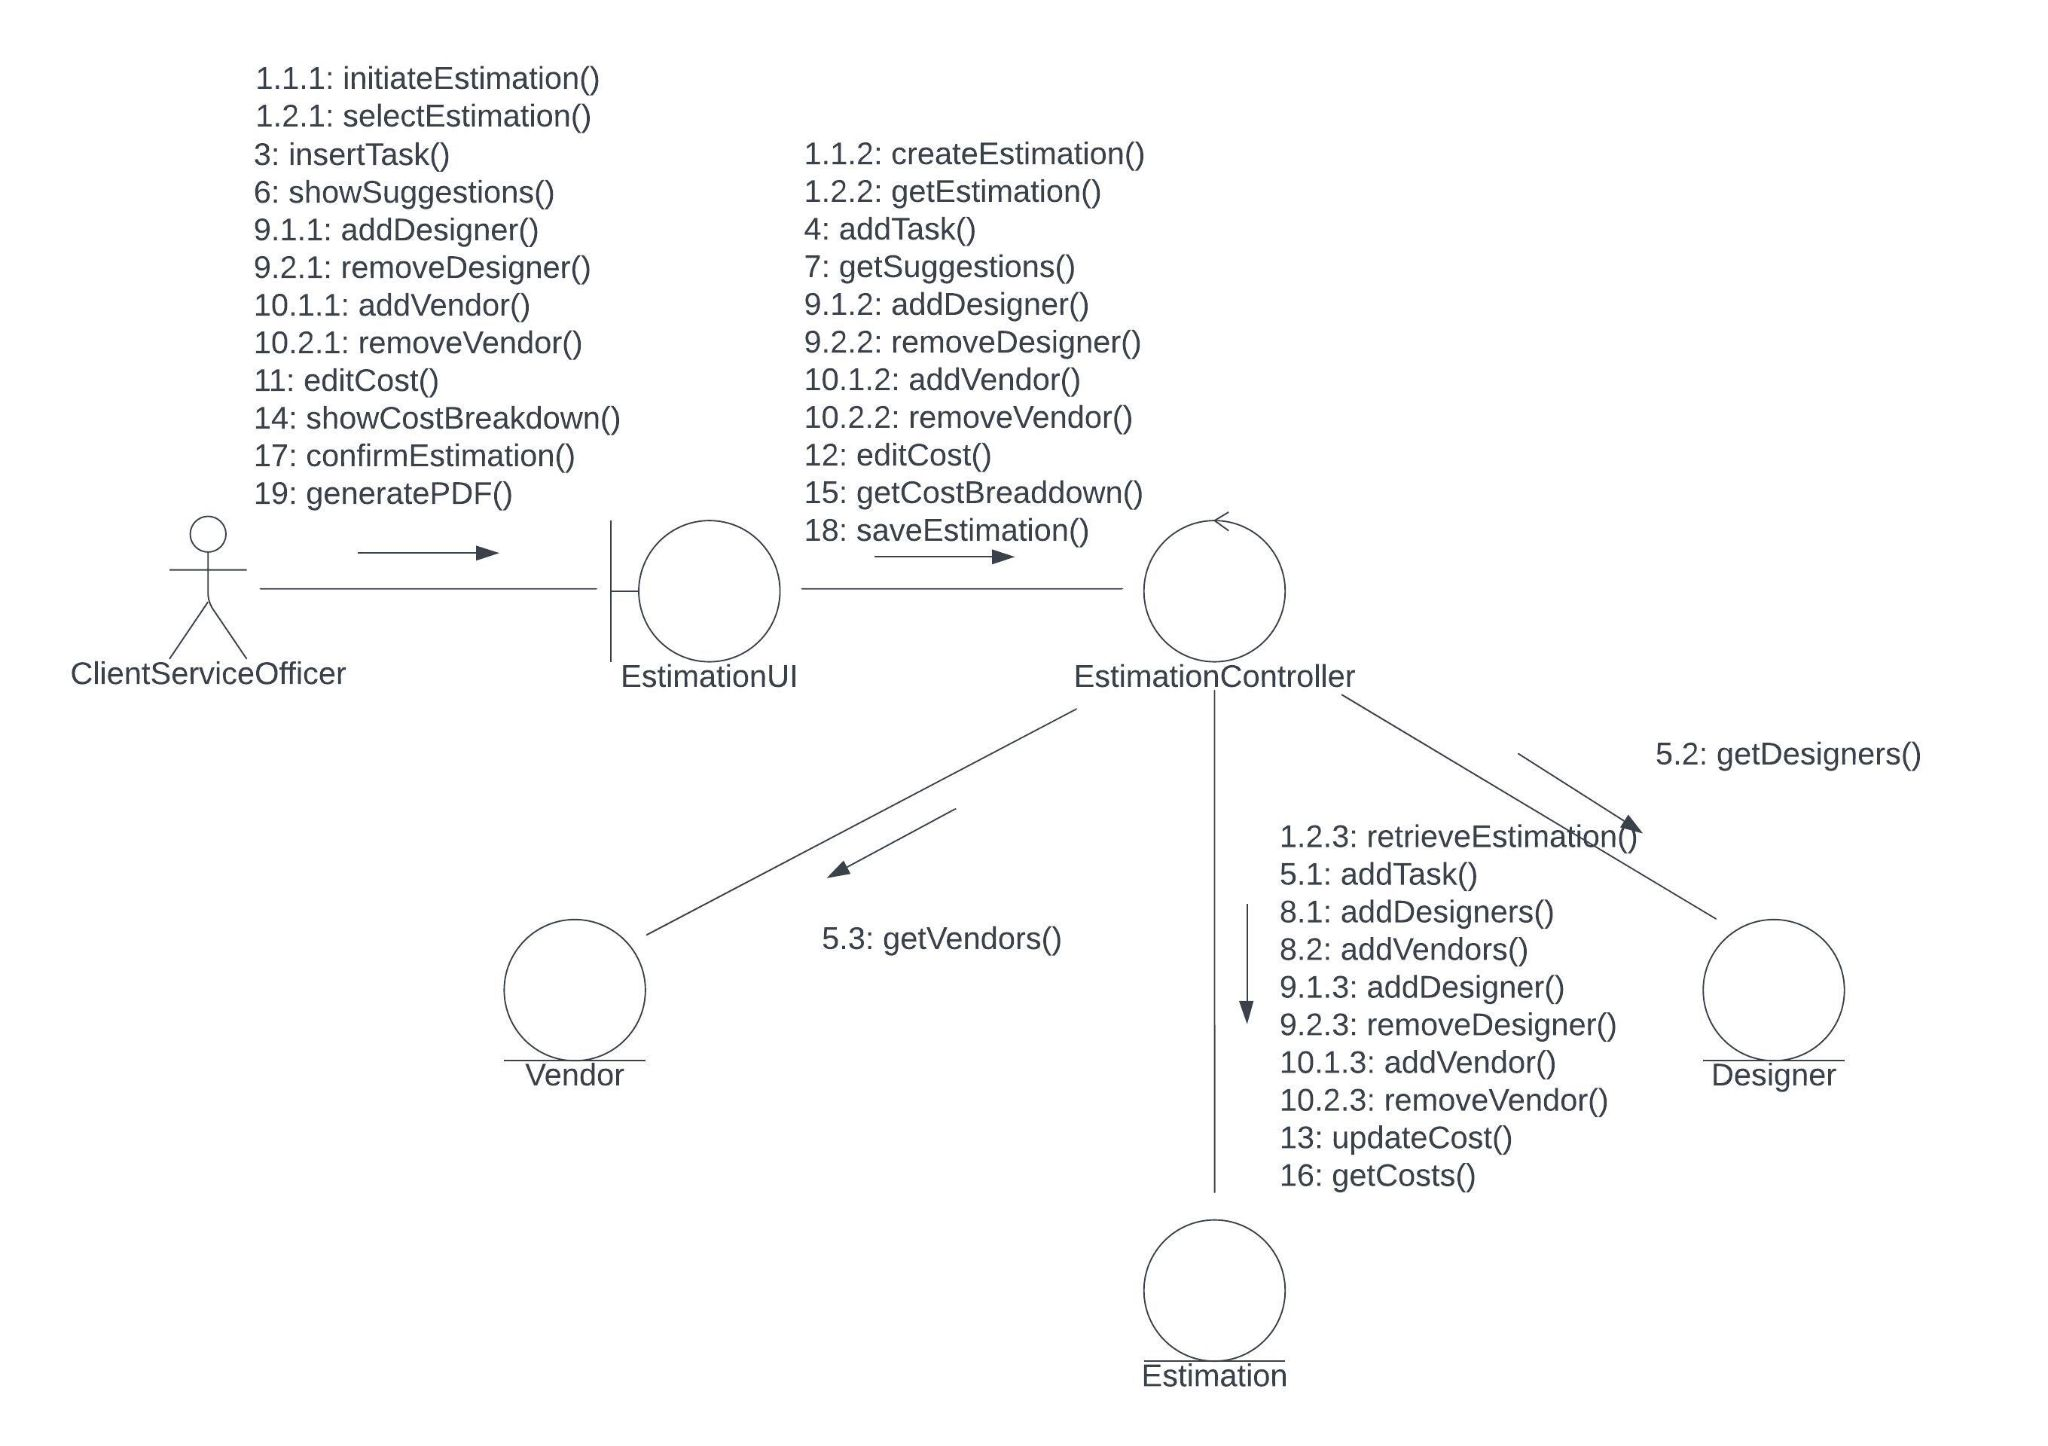 1.1.1: initiateEstimation()
1.2.1: selectEstimation()
3: insertTask()
6: showSuggestions()
9.1.1: addDesigner()
9.2.1: removeDesigner()
10.1.1: addVendor()
10.2.1: removeVendor()
11: editCost()
14: showCostBreakdown()
17: confirmEstimation()
19: generatePDF()
1.1.2: createEstimation()
1.2.2: getEstimation()
4: addTask()
7: getSuggestions()
9.1.2: addDesigner()
9.2.2: removeDesigner()
10.1.2: addVendor()
10.2.2: removeVendor()
12: editCost()
15: getCostBreaddown()
18: saveEstimation()
ClientServiceOfficer
EstimationUI
EstimationController
5.2: getDesigners()
5.3: getVendors()
1.2.3: retrieveEstimation()
5.1: addTask()
8.1: addDesigners()
8.2: addVendors()
9.1.3: addDesigner()
9.2.3: removeDesigner()
10.1.3: addVendor()
10.2.3: removeVendor()
13: updateCost()
16: getCosts()
Vendor
Designer
Estimation